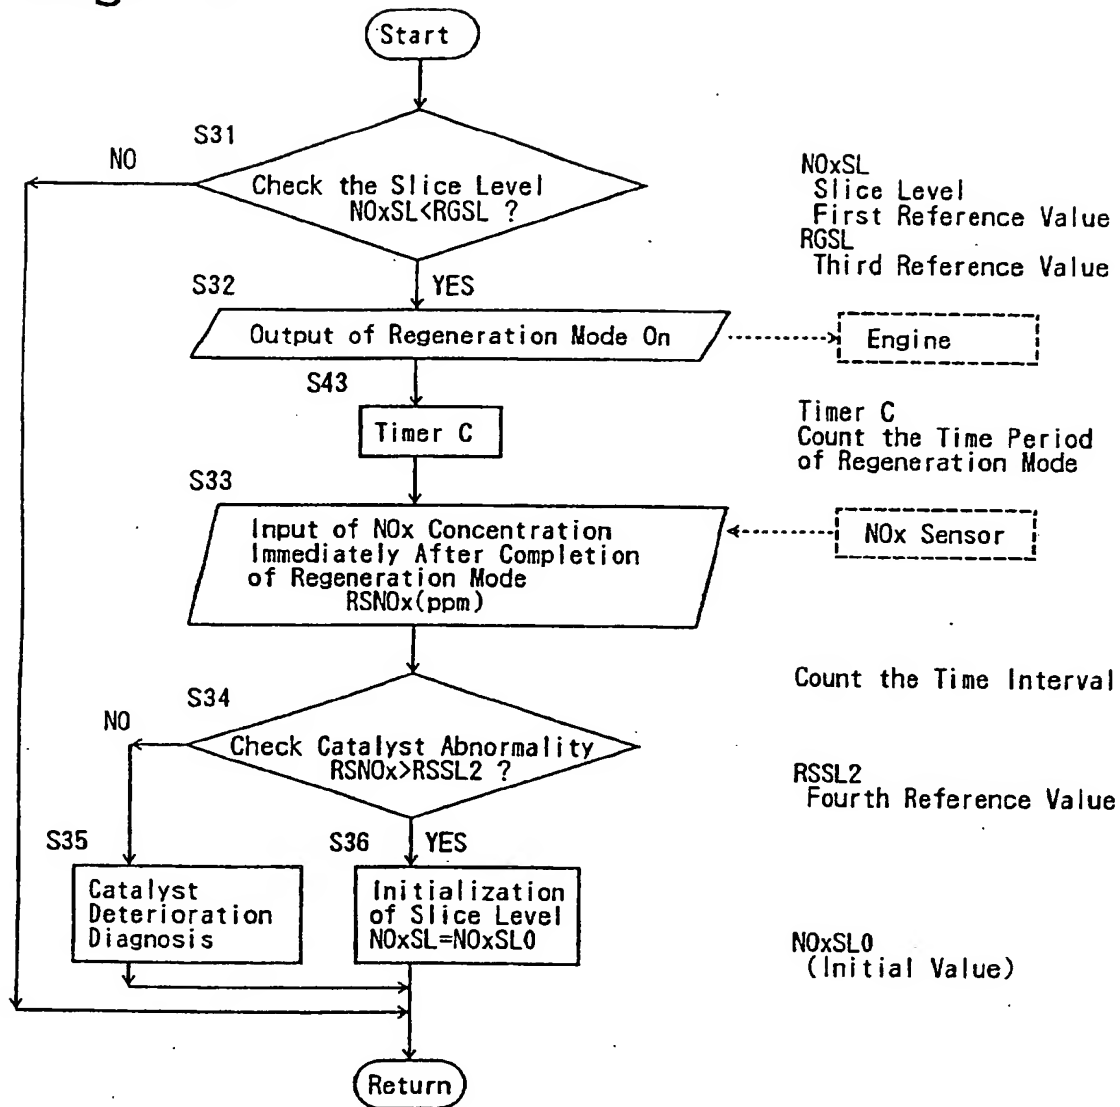 Start
S31
NO
Check the Slice Level
NOxSL<RGSL ?
NOxSL
Slice Level
First Reference Value
RGSL
Third Reference Value
YES
S32
Output of Regeneration Mode On
Engine
S43
Timer C
Timer C
Count the Time Period
of Regeneration Mode
S33
Input of NOx Concentration
Immediately After Completion
of Regeneration Mode
RSNOx(ppm)
NOx Sensor
Count the Time Interval
S34
NO
Check Catalyst Abnormality
RSNOx>RSSL2 ?
RSSL2
Fourth Reference Value
S35
S36
YES
Catalyst
Deterioration
Diagnosis
Initialization
of Slice Level
NOxSL=NOxSL0
NOxSL0
(Initial Value)
Return